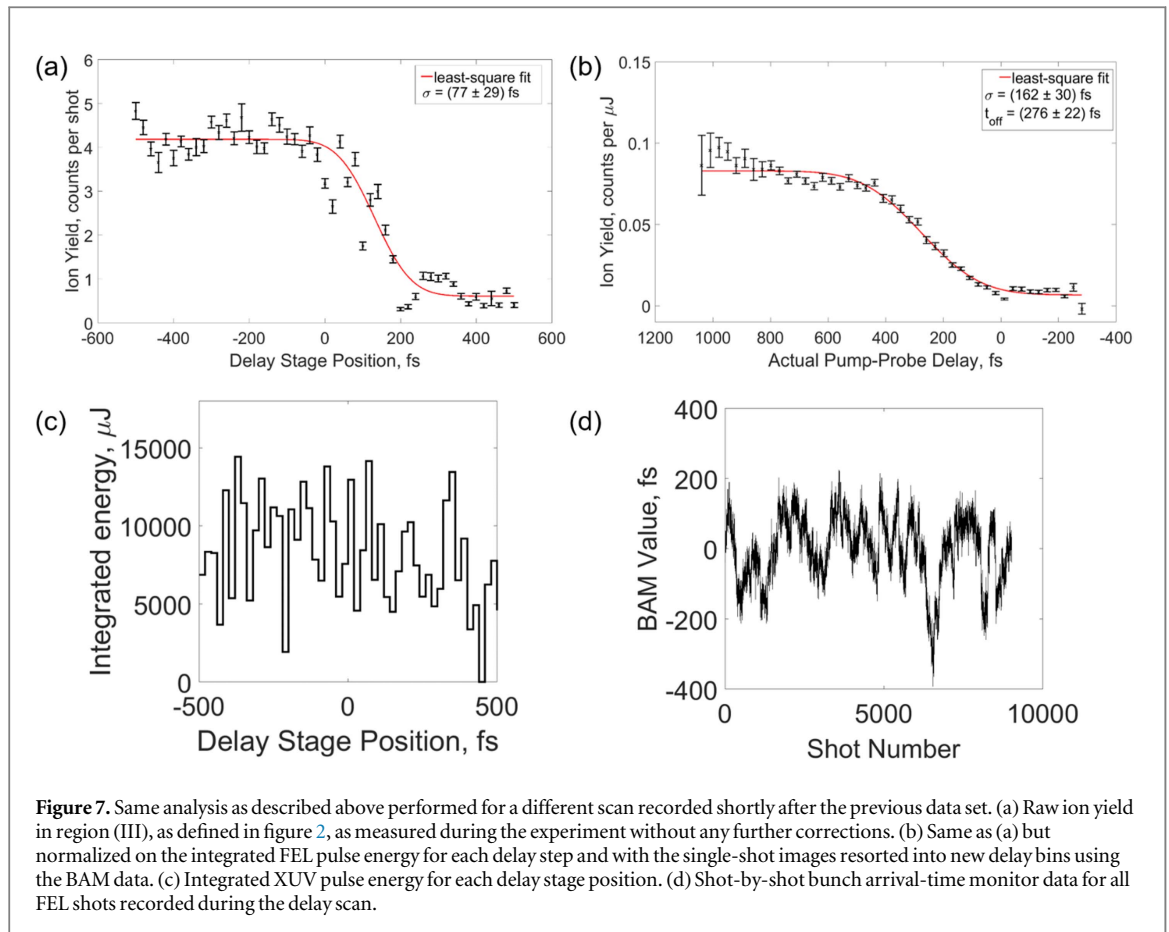 (a)
6
5
4
3
2
1
0
Ion Yield, counts per shot
least-square fit
σ = (77 ± 29) fs
-600 -400 -200 0 200 400 600
Delay Stage Position, fs
(b)
0.15
0.1
0.05
0
Ion Yield, counts per μJ
least-square fit
σ = (162 ± 30) fs
t_off = (276 ± 22) fs
1200 1000 800 600 400 200 0 -200 -400
Actual Pump-Probe Delay, fs
(c)
15000
10000
5000
0
Integrated energy, μJ
-500 0 500
Delay Stage Position, fs
(d)
400
200
0
-200
-400
BAM Value, fs
0 5000 10000
Shot Number
Figure 7. Same analysis as described above performed for a different scan recorded shortly after the previous data set. (a) Raw ion yield
in region (III), as defined in figure 2, as measured during the experiment without any further corrections. (b) Same as (a) but
normalized on the integrated FEL pulse energy for each delay step and with the single-shot images resorted into new delay bins using
the BAM data. (c) Integrated XUV pulse energy for each delay stage position. (d) Shot-by-shot bunch arrival-time monitor data for all
FEL shots recorded during the delay scan.